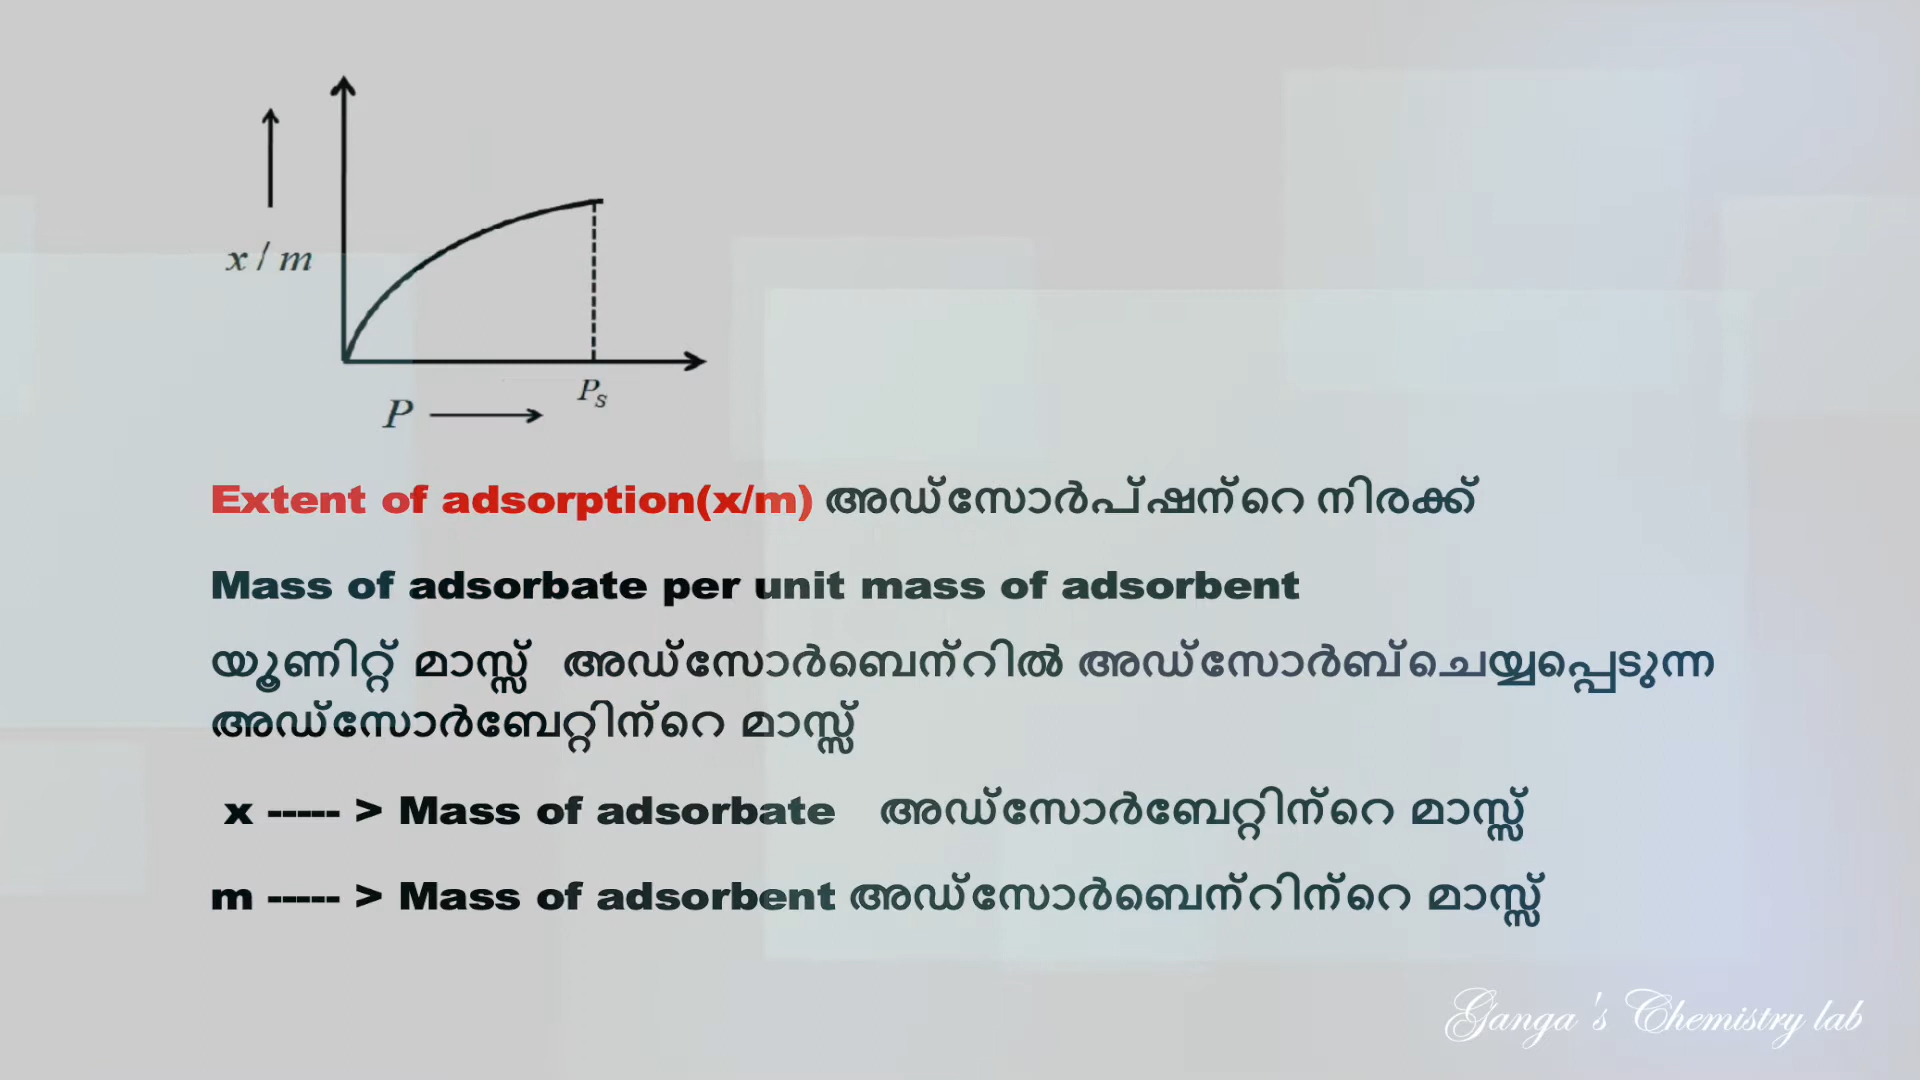 x / m
P
Ps
Extent of adsorption(x/m) അഡ്സോർപ്ഷന്റെ നിരക്ക്
Mass of adsorbate per unit mass of adsorbent
യൂണിറ്റ് മാസ്സ് അഡ്സോർബെന്റിൽ അഡ്സോർബ്ചെയ്യപ്പെടുന്ന
അഡ്സോർബേറ്റിന്റെ മാസ്സ്
x ----- > Mass of adsorbate അഡ്സോർബേറ്റിന്റെ മാസ്സ്
m ----- > Mass of adsorbent അഡ്സോർബെന്റിന്റെ മാസ്സ്
Ganga 's Chemistry lab